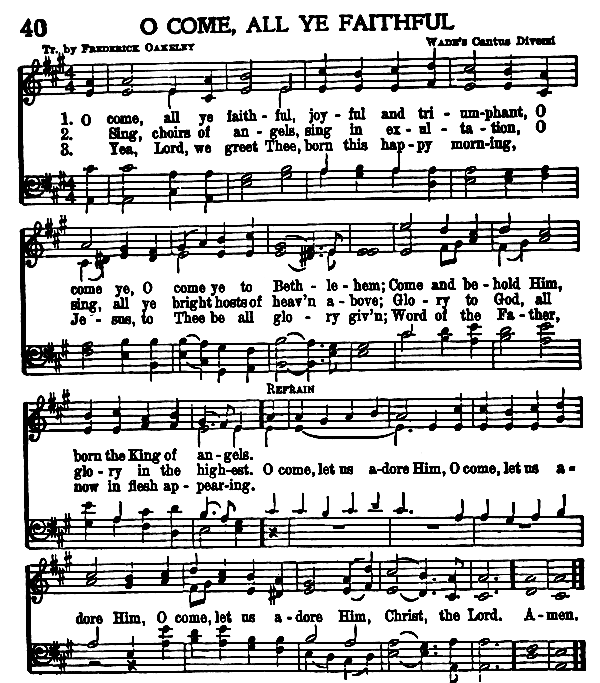 40 O COME, ALL YE FAITHFUL
Tr. by FREDERICK OAKELEY WADE'S Cantus Diversi
1. O come, all ye faith - ful, joy - ful and tri - um-phant, O
2. Sing, choirs of an - gels, sing in ex - ul - ta - tion, O
3. Yea, Lord, we greet Thee, born this hap - py morn-ing,
come ye, O come ye to Beth - le - hem; Come and be - hold Him,
sing, all ye bright hosts of heav'n a - bove; Glo - ry to God, all
Je - sus, to Thee be all glo - ry giv'n; Word of the Fa - ther,
REFRAIN
born the King of an - gels.
glo - ry in the high-est. O come, let us a-dore Him, O come, let us a -
now in flesh ap - pear-ing.
dore Him, O come, let us a - dore Him, Christ, the Lord. A-men.